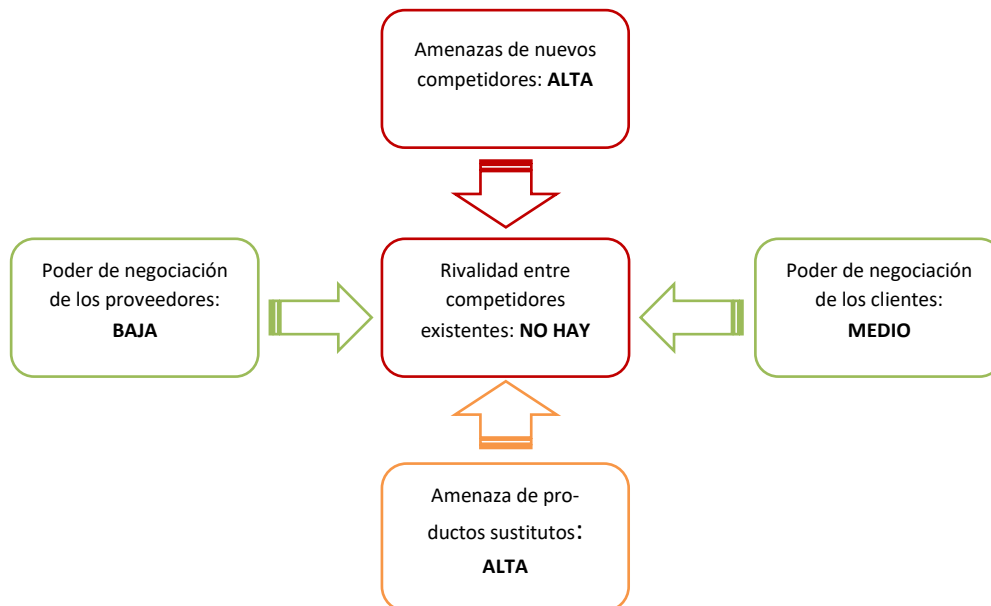 Amenazas de nuevos
competidores: ALTA
Poder de negociación
de los proveedores:
BAJA
Rivalidad entre
competidores
existentes: NO HAY
Poder de negociación
de los clientes:
MEDIO
Amenaza de pro-
ductos sustitutos:
ALTA